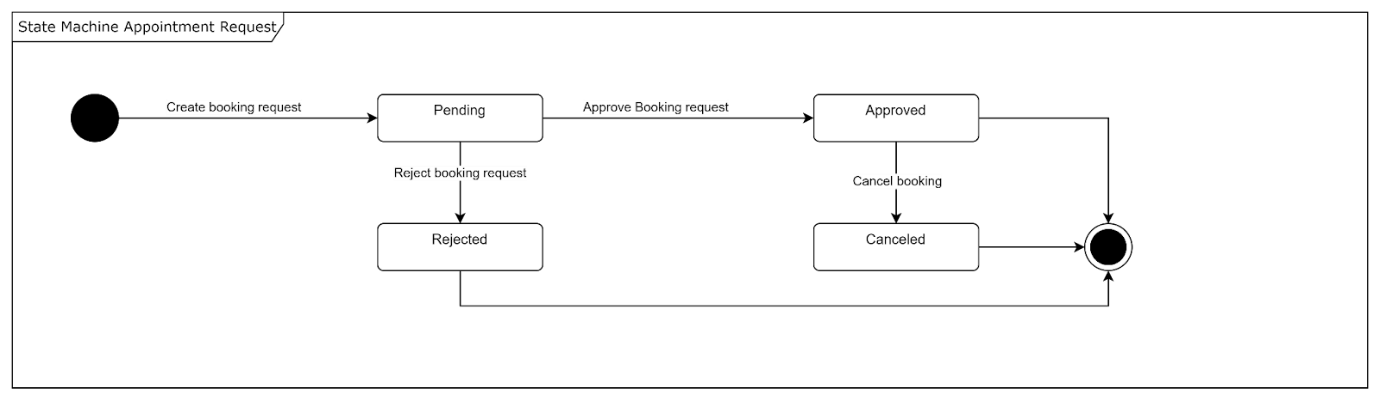 State Machine Appointment Request
Create booking request
Pending
Approve Booking request
Approved
Reject booking request
Cancel booking
Rejected
Canceled